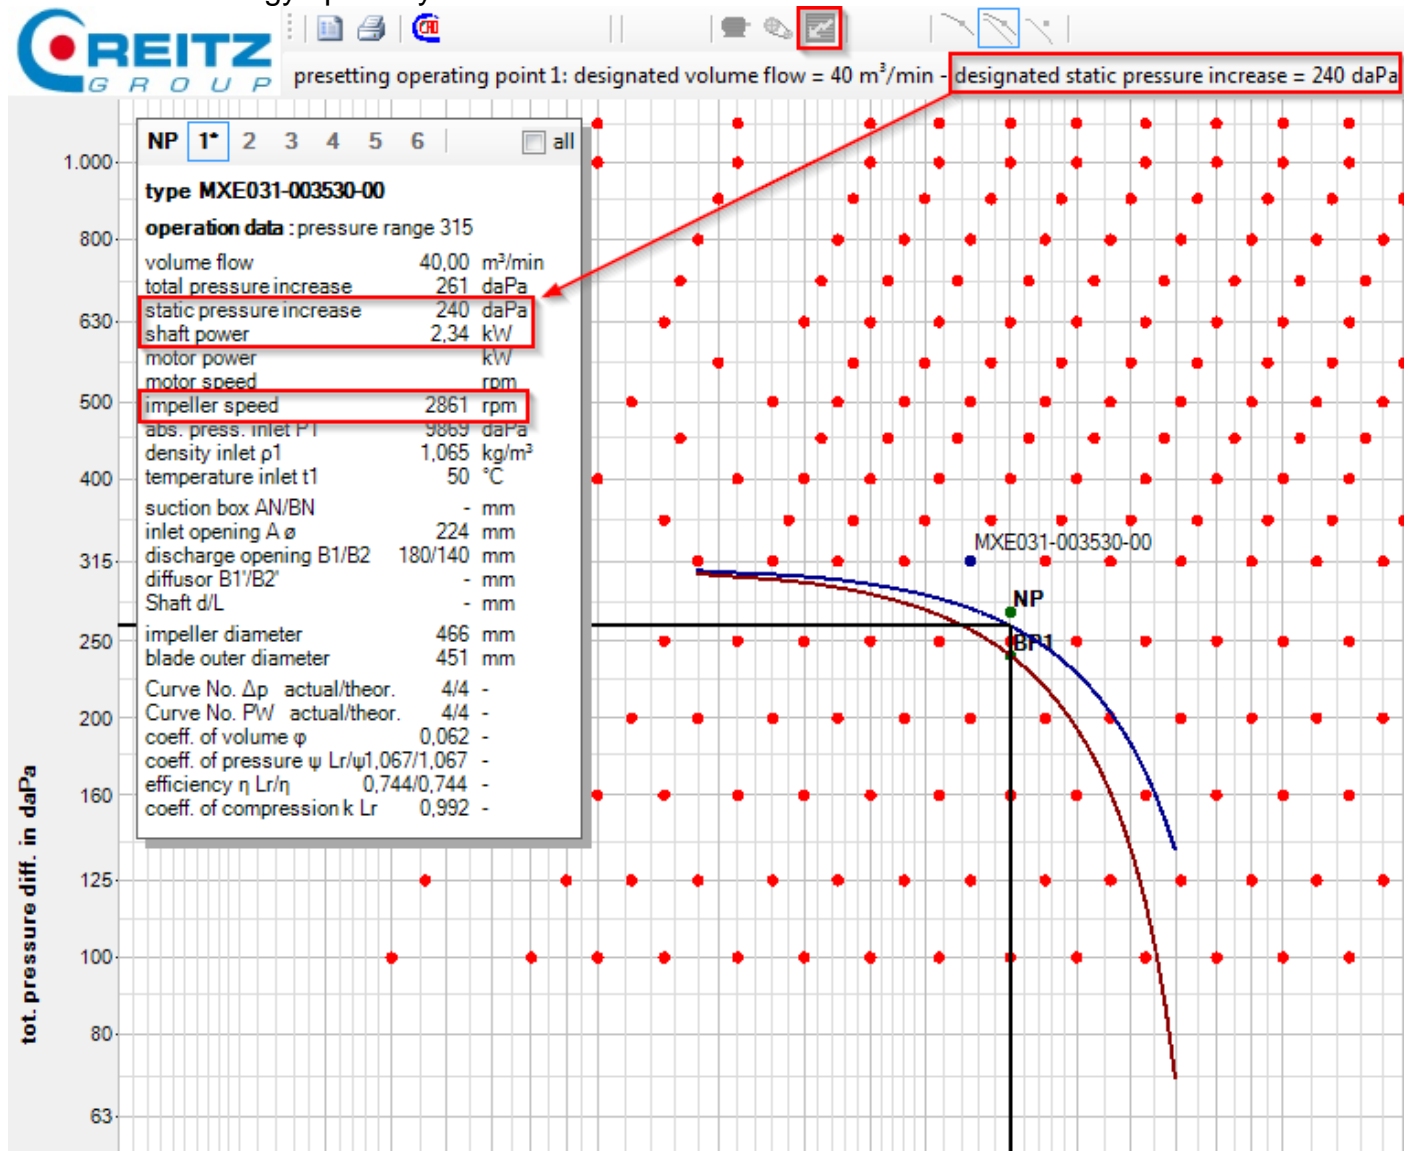 REITZ
GROUP
presetting operating point 1: designated volume flow = 40 m³/min - designated static pressure increase = 240 daPa
NP 1* 2 3 4 5 6 all
type MXE031-003530-00
operation data : pressure range 315
volume flow 40,00 m³/min
total pressure increase 261 daPa
static pressure increase 240 daPa
shaft power 2,34 kW
motor power kW
motor speed rpm
impeller speed 2861 rpm
abs. press. inlet P1 9869 daPa
density inlet ρ1 1,065 kg/m³
temperature inlet t1 50 °C
suction box AN/BN - mm
inlet opening A ø 224 mm
discharge opening B1/B2 180/140 mm
diffusor B1'/B2' - mm
Shaft d/L - mm
impeller diameter 466 mm
blade outer diameter 451 mm
Curve No. Δp actual/theor. 4/4 -
Curve No. PW actual/theor. 4/4 -
coeff. of volume φ 0,062 -
coeff. of pressure ψ Lr/ψ1,067/1,067 -
efficiency η Lr/η 0,744/0,744 -
coeff. of compression k Lr 0,992 -
1.000
800
630
500
400
315
250
200
160
125
100
80
63
tot. pressure diff. in daPa
MXE031-003530-00
NP
BP1